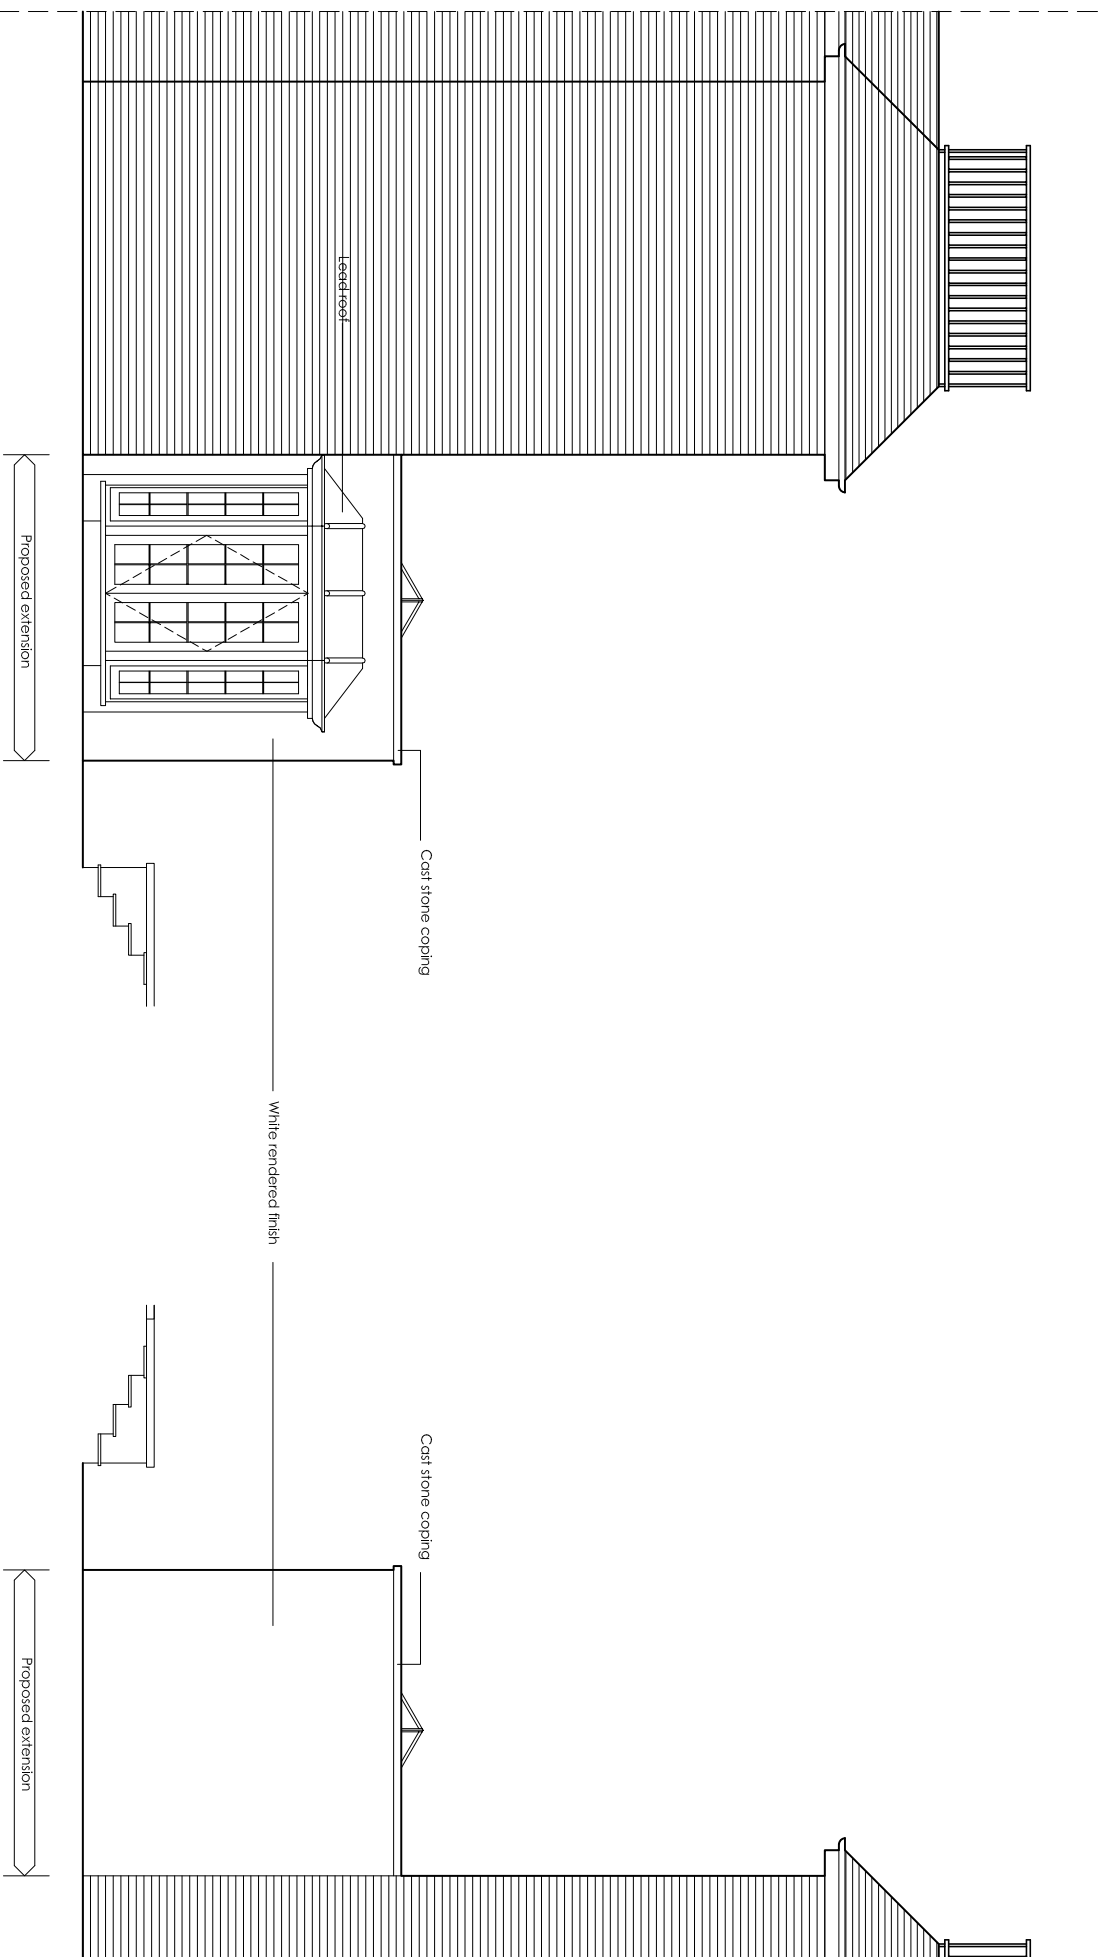 Lead roof
Cast stone coping
White rendered finish
Cast stone coping
Proposed extension
Proposed extension